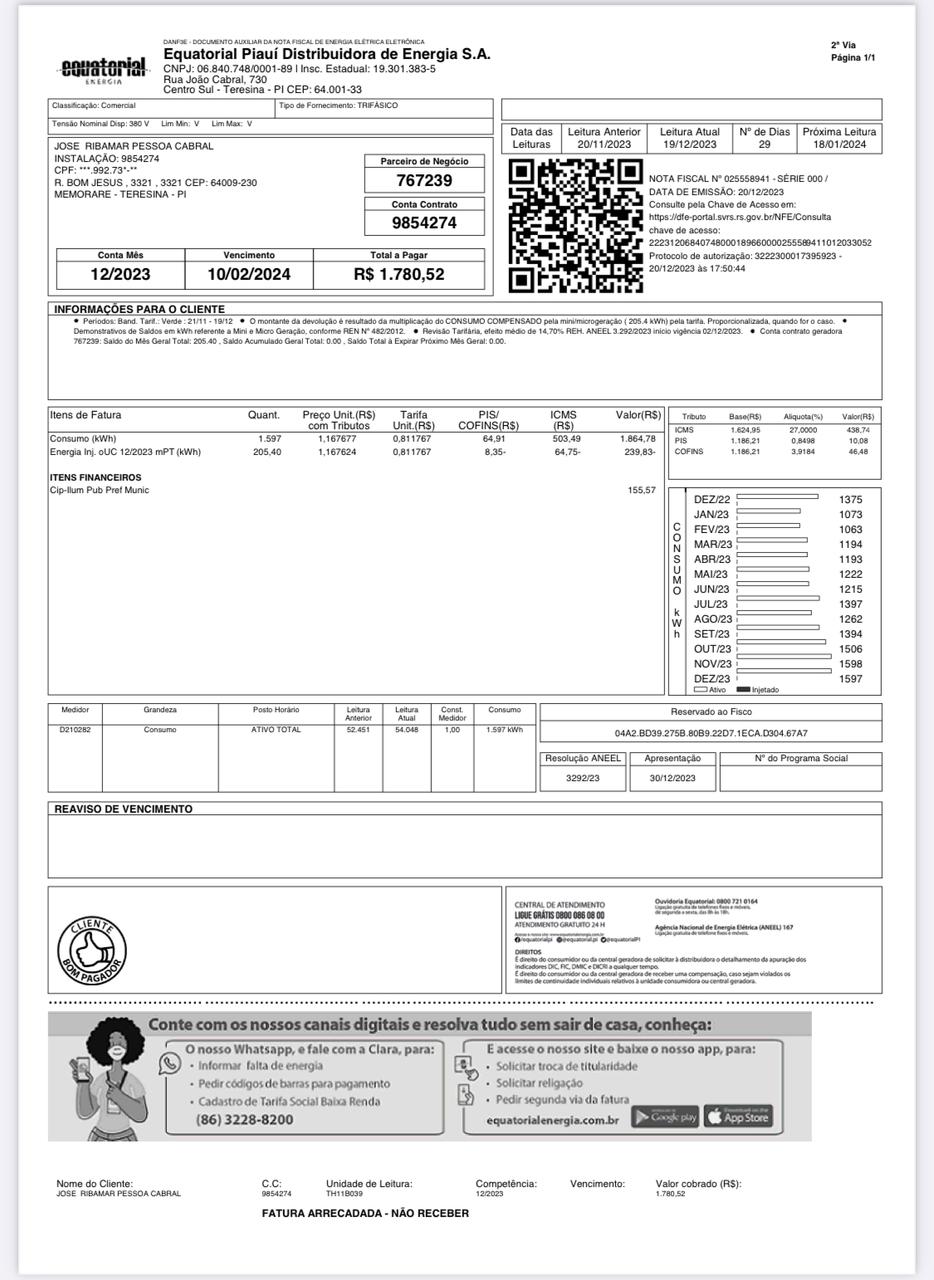 DANF3E - DOCUMENTO AUXILIAR DA NOTA FISCAL DE ENERGIA ELÉTRICA ELETRÔNICA
equatorial
ENERGIA
Equatorial Piauí Distribuidora de Energia S.A.
CNPJ: 06.840.748/0001-89 | Insc. Estadual: 19.301.383-5
Rua João Cabral, 730
Centro Sul - Teresina - PI CEP: 64.001-33
2ª Via
Página 1/1
Classificação: Comercial
Tipo de Fornecimento: TRIFÁSICO
Tensão Nominal Disp: 380 V Lim Min: V Lim Max: V
JOSE RIBAMAR PESSOA CABRAL
INSTALAÇÃO: 9854274
CPF: ***.992.73*-**
R. BOM JESUS , 3321 , 3321 CEP: 64009-230
MEMORARE - TERESINA - PI
Parceiro de Negócio
767239
Conta Contrato
9854274
Conta Mês Vencimento Total a Pagar
12/2023 10/02/2024 R$ 1.780,52
Data das Leituras Leitura Anterior Leitura Atual Nº de Dias Próxima Leitura
20/11/2023 19/12/2023 29 18/01/2024
NOTA FISCAL Nº 025558941 - SÉRIE 000 /
DATA DE EMISSÃO: 20/12/2023
Consulte pela Chave de Acesso em:
https://dfe-portal.svrs.rs.gov.br/NFE/Consulta
chave de acesso:
22231206840748000189660000255589411012033052
Protocolo de autorização: 3222300017395923 -
20/12/2023 às 17:50:44
INFORMAÇÕES PARA O CLIENTE
● Períodos: Band. Tarif.: Verde : 21/11 - 19/12 ● O montante da devolução é resultado da multiplicação do CONSUMO COMPENSADO pela mini/microgeração ( 205.4 kWh) pela tarifa. Proporcionalizada, quando for o caso. ●
Demonstrativos de Saldos em kWh referente a Mini e Micro Geração, conforme REN Nº 482/2012. ● Revisão Tarifária, efeito médio de 14,70% REH. ANEEL 3.292/2023 inicio vigência 02/12/2023. ● Conta contrato geradora
767239: Saldo do Mês Geral Total: 205.40 , Saldo Acumulado Geral Total: 0.00 , Saldo Total à Expirar Próximo Mês Geral: 0.00.
Itens de Fatura Quant. Preço Unit.(R$) com Tributos Tarifa Unit.(R$) PIS/ COFINS(R$) ICMS (R$) Valor(R$)
Consumo (kWh) 1.597 1,167677 0,811767 64,91 503,49 1.864,78
Energia Inj. oUC 12/2023 mPT (kWh) 205,40 1,167624 0,811767 8,35- 64,75- 239,83-
ITENS FINANCEIROS
Cip-Ilum Pub Pref Munic 155,57
Tributo Base(R$) Aliquota(%) Valor(R$)
ICMS 1.624,95 27,0000 438,74
PIS 1.186,21 0,8498 10,08
COFINS 1.186,21 3,9184 46,48
CONSUMO kWh
DEZ/22 1375
JAN/23 1073
FEV/23 1063
MAR/23 1194
ABR/23 1193
MAI/23 1222
JUN/23 1215
JUL/23 1397
AGO/23 1262
SET/23 1394
OUT/23 1506
NOV/23 1598
DEZ/23 1597
Ativo Injetado
Medidor Grandeza Posto Horário Leitura Anterior Leitura Atual Const. Medidor Consumo
D210282 Consumo ATIVO TOTAL 52.451 54.048 1,00 1.597 kWh
Reservado ao Fisco
04A2.BD39.275B.80B9.22D7.1ECA.D304.67A7
Resolução ANEEL Apresentação Nº do Programa Social
3292/23 30/12/2023
REAVISO DE VENCIMENTO
CLIENTE
BOM PAGADOR
CENTRAL DE ATENDIMENTO
LIGUE GRÁTIS 0800 086 08 00
ATENDIMENTO GRATUITO 24 H
Acesse o nosso site: www.equatorialenergia.com.br
/equatorialpi @equatorial.pi @equatorialPI
Ouvidoria Equatorial: 0800 721 0164
Ligação gratuita de telefones fixos e móveis,
de segunda a sexta, das 8h às 18h.
Agência Nacional de Energia Elétrica (ANEEL) 167
Ligação gratuita de telefone fixos e móveis.
DIREITOS
É direito do consumidor ou da central geradora de solicitar à distribuidora o detalhamento da apuração dos
indicadores DIC, FIC, DMIC e DICRI a qualquer tempo.
É direito do consumidor ou da central geradora de receber uma compensação, caso sejam violados os
limites de continuidade individuais relativos à unidade consumidora ou central geradora.
Conte com os nossos canais digitais e resolva tudo sem sair de casa, conheça:
O nosso Whatsapp, e fale com a Clara, para:
• Informar falta de energia
• Pedir códigos de barras para pagamento
• Cadastro de Tarifa Social Baixa Renda
(86) 3228-8200
E acesse o nosso site e baixe o nosso app, para:
• Solicitar troca de titularidade
• Solicitar religação
• Pedir segunda via da fatura
equatorialenergia.com.br
Google play
Download on the
App Store
Nome do Cliente: C.C: Unidade de Leitura: Competência: Vencimento: Valor cobrado (R$):
JOSE RIBAMAR PESSOA CABRAL 9854274 TH11B039 12/2023 1.780,52
FATURA ARRECADADA - NÃO RECEBER